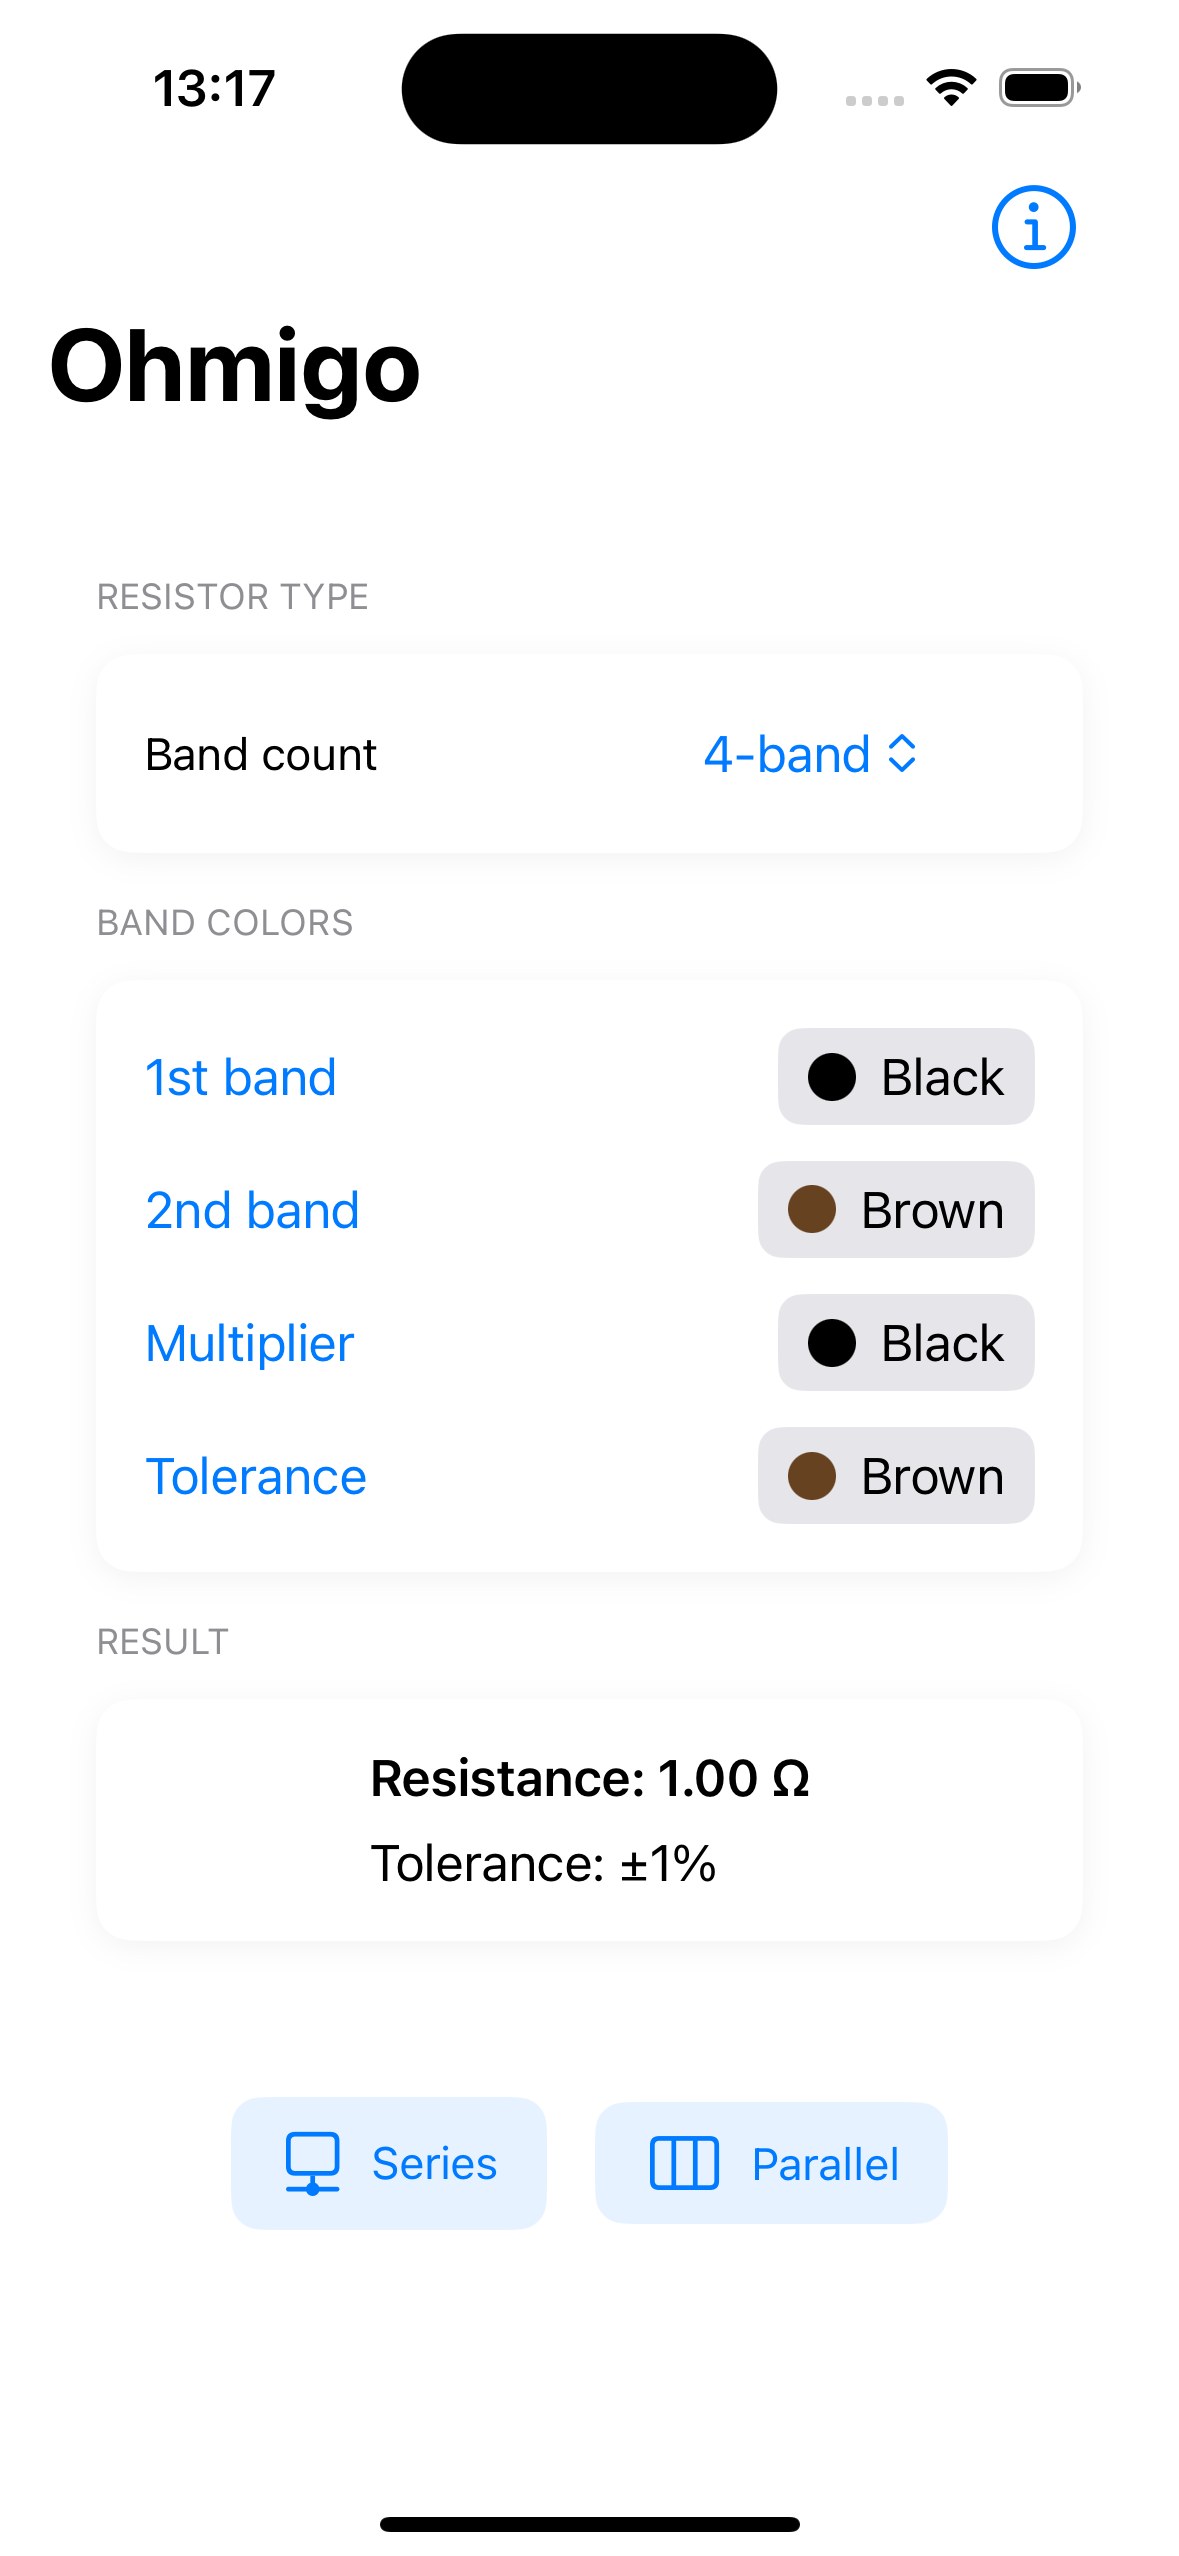 13:17
Ohmigo
RESISTOR TYPE
Band count 4-band
BAND COLORS
1st band Black
2nd band Brown
Multiplier Black
Tolerance Brown
RESULT
Resistance: 1.00 Ω
Tolerance: ±1%
Series Parallel